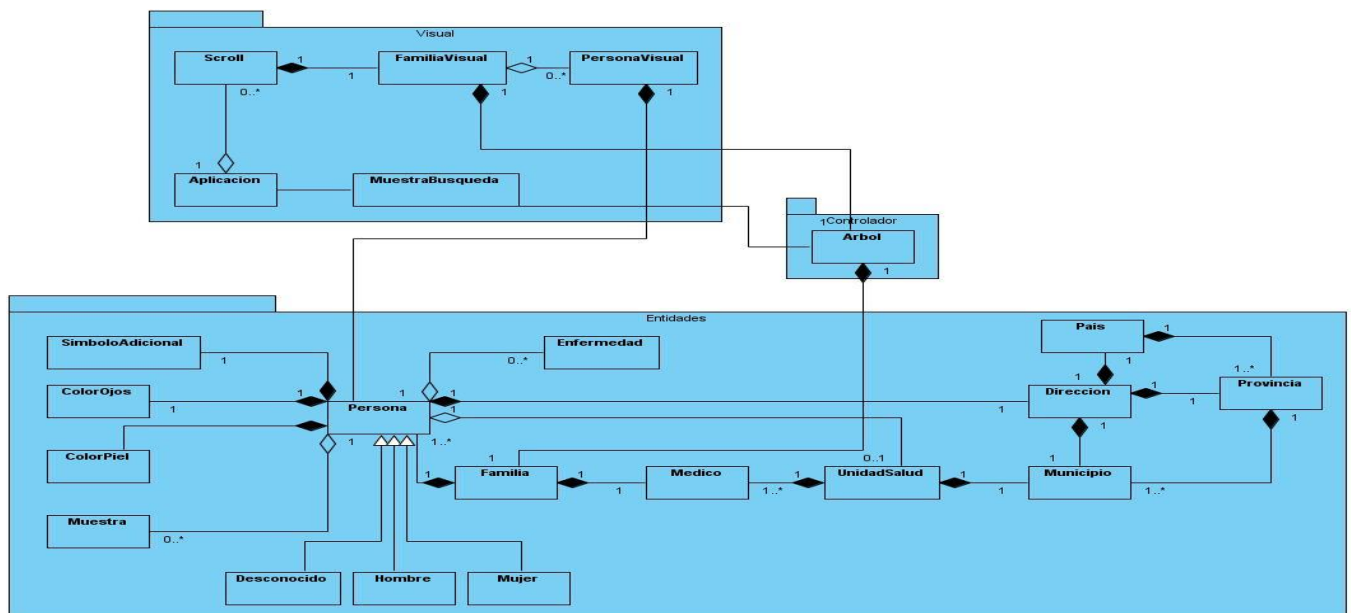 Visual
Scroll 1 1 FamiliaVisual 1 0..* PersonaVisual
0..* 1 1
1
Aplicacion MuestraBusqueda
Controlador
1
Arbol
1
Entidades
SimboloAdicional 1
Enfermedad 0..*
Pais 1
1
1..*
ColorOjos 1 1
1 1
Persona
1
1
1
Direccion 1 1
Provincia
1
1
1
ColorPiel
1..*
1
0..1
1
1 Familia 1 1 Medico 1..* 1 UnidadSalud 1 1 Municipio 1..*
Muestra 0..*
Desconocido Hombre Mujer